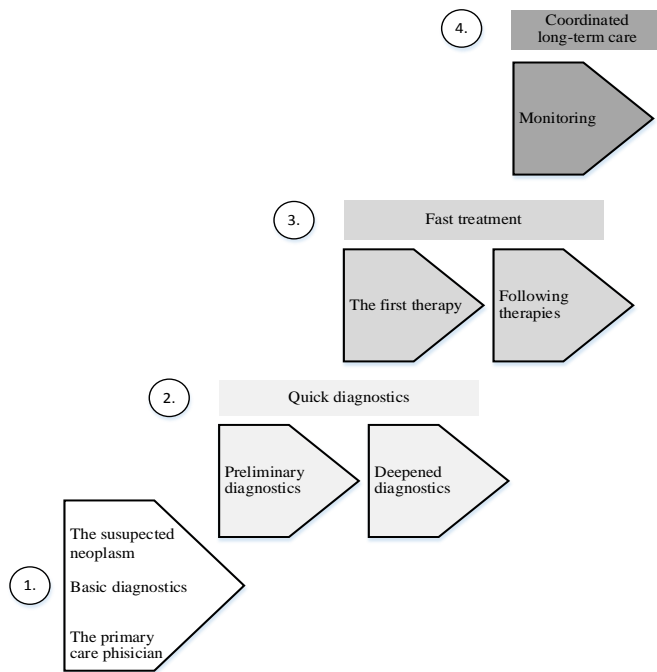 4.
Coordinated
long-term care
Monitoring
3.
Fast treatment
The first therapy
Following
therapies
2.
Quick diagnostics
Preliminary
diagnostics
Deepened
diagnostics
1.
The susupected
neoplasm
Basic diagnostics
The primary
care phisician